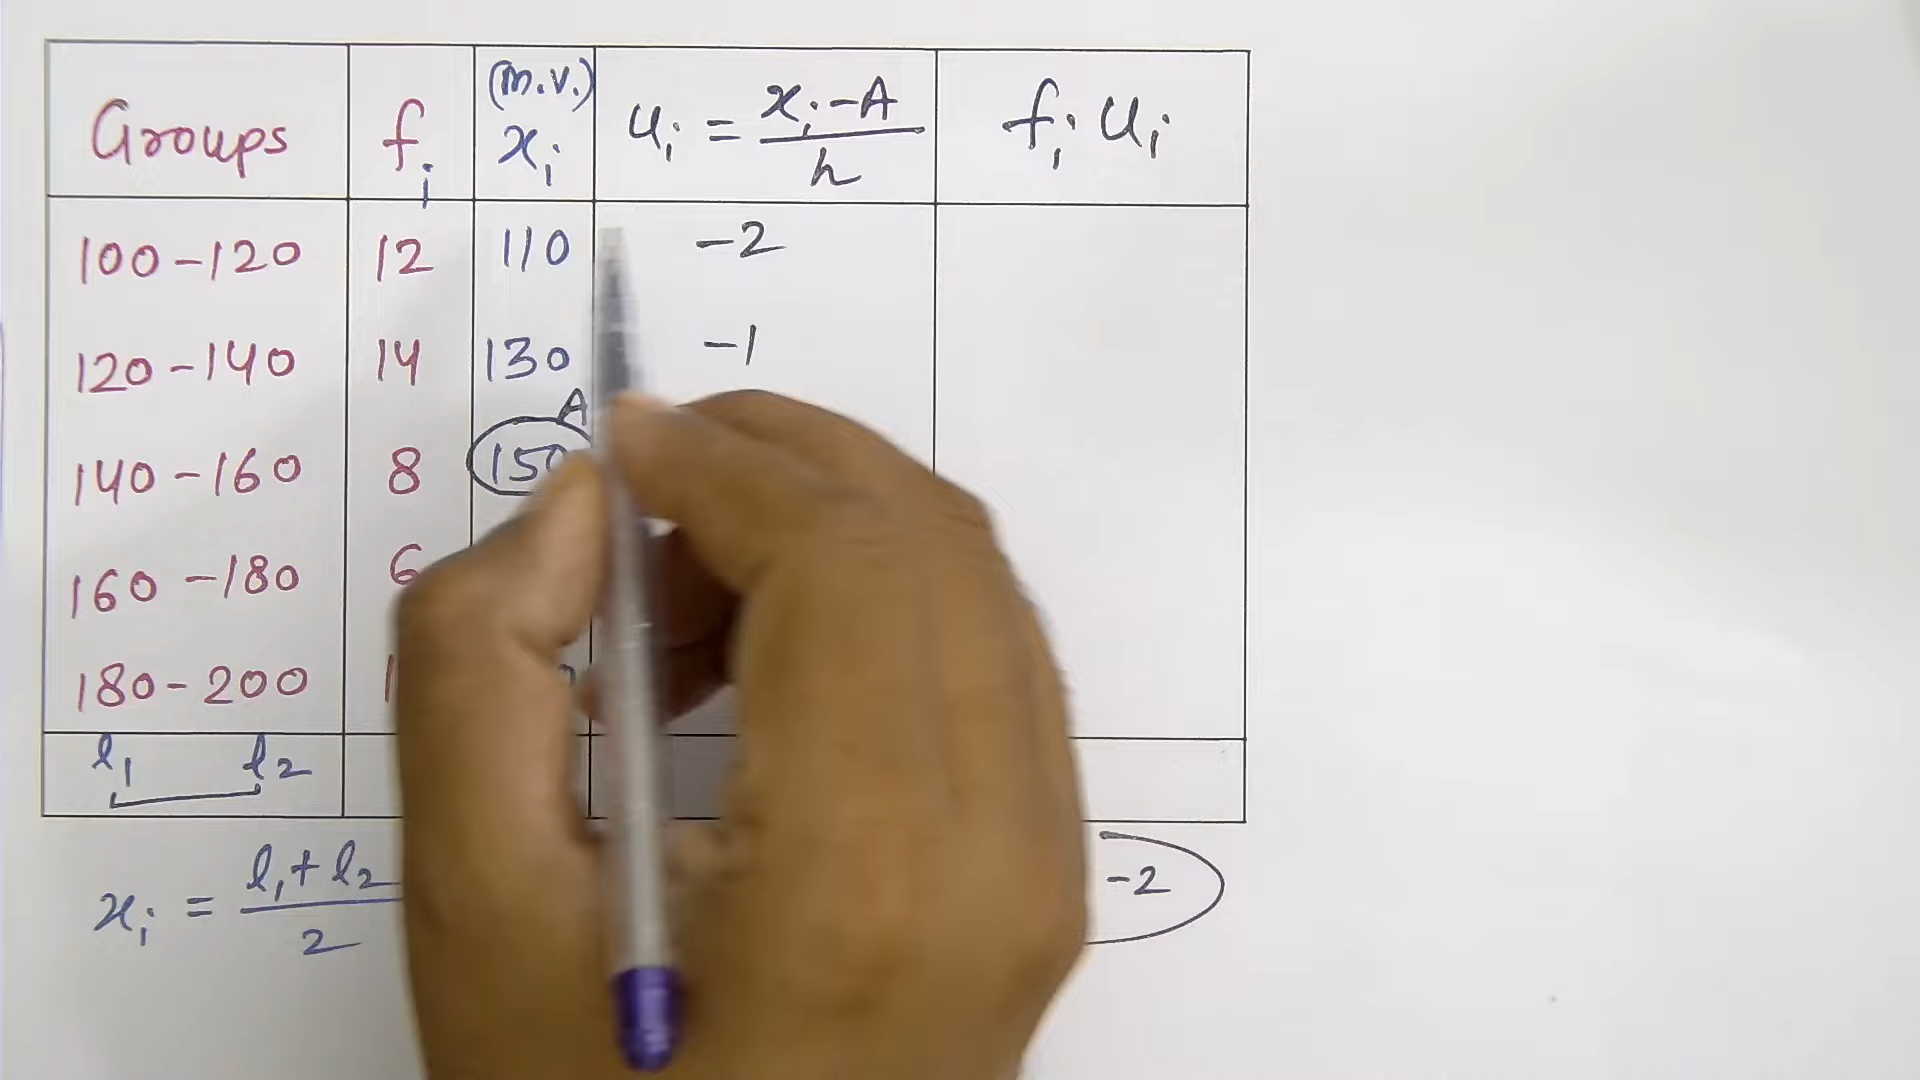 (m.v.)
Groups fi xi ui = xi-A / h fi ui
100-120 12 110 -2
120-140 14 130 -1
A
140-160 8 150
160-180 6
180-200
l1 l2
xi = l1+l2 / 2 -2